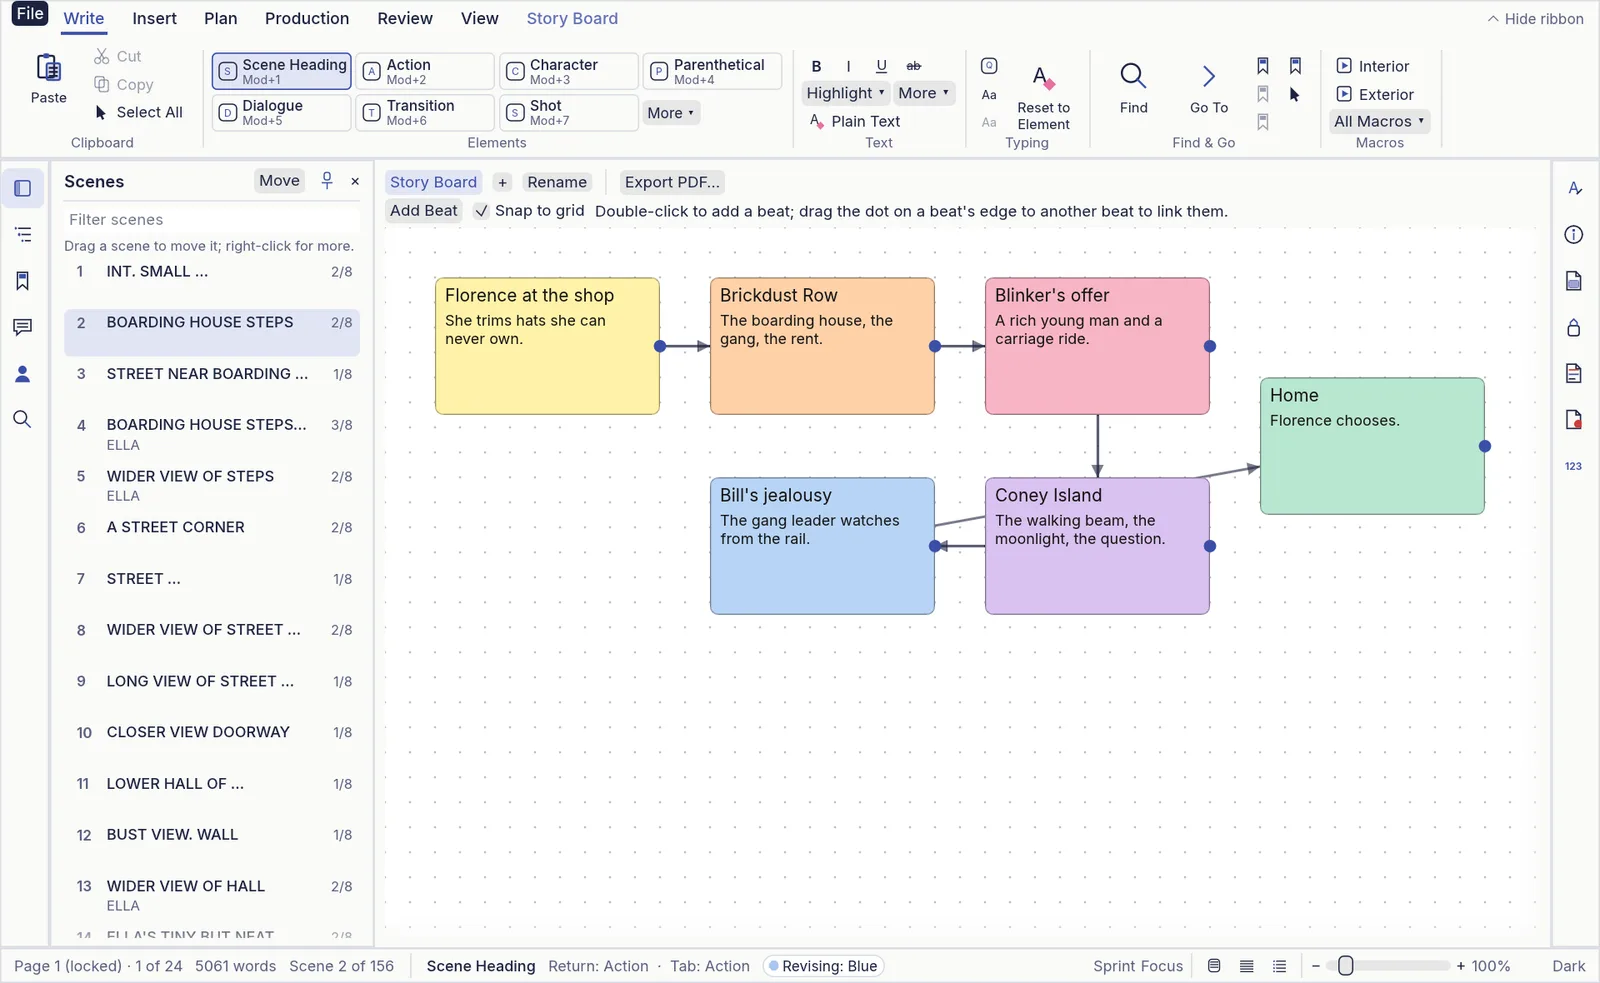 File Write Insert Plan Production Review View Story Board Hide ribbon
Paste
Cut
Copy
Select All
Clipboard
S Scene Heading Mod+1
A Action Mod+2
C Character Mod+3
P Parenthetical Mod+4
D Dialogue Mod+5
T Transition Mod+6
S Shot Mod+7
More
Elements
B I U ab
Highlight More
A Plain Text
Text
Q
Aa
Aa
A
Reset to
Element
Typing
Find
Go To
Find & Go
Interior
Exterior
All Macros
Macros
Scenes Move ×
Filter scenes
Drag a scene to move it; right-click for more.
1 INT. SMALL ... 2/8
2 BOARDING HOUSE STEPS 2/8
3 STREET NEAR BOARDING ... 1/8
4 BOARDING HOUSE STEPS... 3/8
ELLA
5 WIDER VIEW OF STEPS 2/8
ELLA
6 A STREET CORNER 2/8
7 STREET ... 1/8
8 WIDER VIEW OF STREET ... 2/8
9 LONG VIEW OF STREET ... 1/8
10 CLOSER VIEW DOORWAY 1/8
11 LOWER HALL OF ... 1/8
12 BUST VIEW. WALL 1/8
13 WIDER VIEW OF HALL 2/8
ELLA
14 ELLA'S TINY BUT NEAT 2/8
Story Board + Rename Export PDF...
Add Beat Snap to grid Double-click to add a beat; drag the dot on a beat's edge to another beat to link them.
Florence at the shop
She trims hats she can
never own.
Brickdust Row
The boarding house, the
gang, the rent.
Blinker's offer
A rich young man and a
carriage ride.
Home
Florence chooses.
Bill's jealousy
The gang leader watches
from the rail.
Coney Island
The walking beam, the
moonlight, the question.
A
123
Page 1 (locked) · 1 of 24 5061 words Scene 2 of 156 Scene Heading Return: Action · Tab: Action Revising: Blue Sprint Focus − + 100% Dark